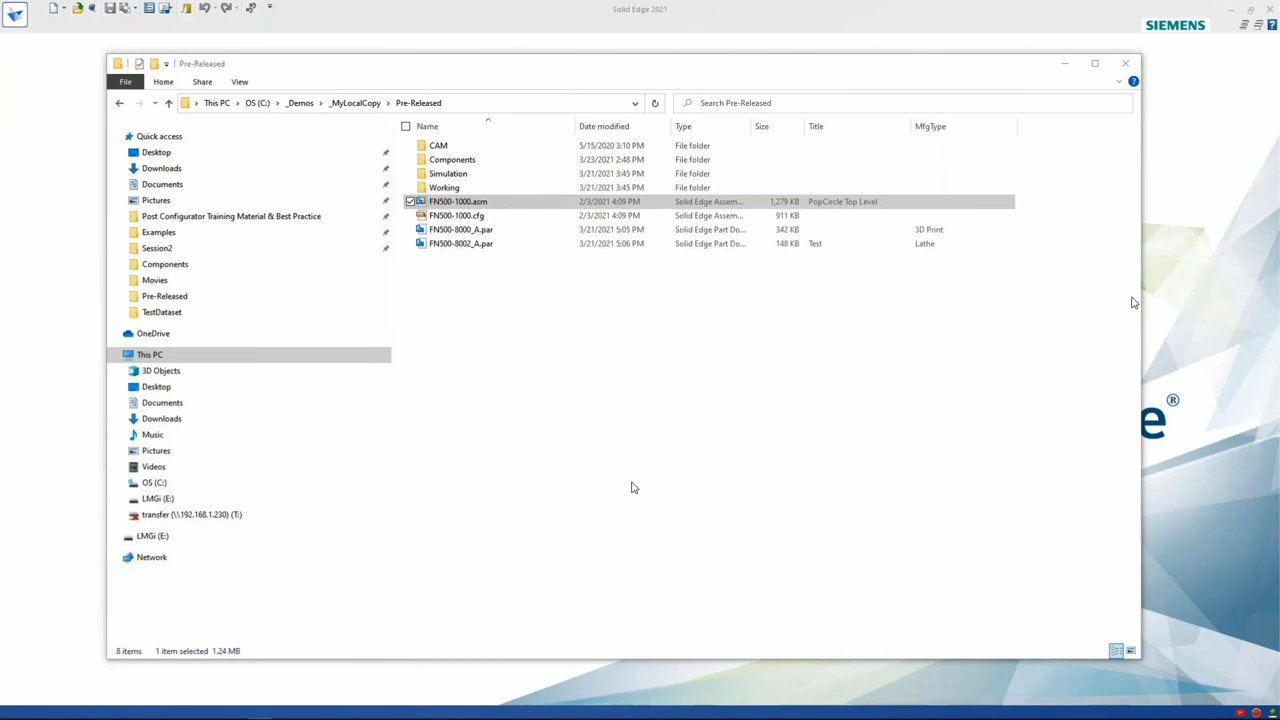 Solid Edge 2021
SIEMENS
Pre-Released
File Home Share View
This PC OS (C:) _Demos _MyLocalCopy Pre-Released
Search Pre-Released
Name Date modified Type Size Title MfgType
Quick access
Desktop
Downloads
Documents
Pictures
Post Configurator Training Material & Best Practice
Examples
Session2
Components
Movies
Pre-Released
TestDataset
OneDrive
This PC
3D Objects
Desktop
Documents
Downloads
Music
Pictures
Videos
OS (C:)
LMGi (E:)
transfer (\\192.168.1.230) (T:)
LMGi (E:)
Network
CAM 5/15/2020 3:10 PM File folder
Components 3/23/2021 2:48 PM File folder
Simulation 3/21/2021 3:45 PM File folder
Working 3/21/2021 3:45 PM File folder
FN500-1000.asm 2/3/2021 4:09 PM Solid Edge Assem... 1,279 KB PopCircle Top Level
FN500-1000.cfg 2/3/2021 4:09 PM Solid Edge Assem... 911 KB
FN500-8000_A.par 3/21/2021 5:05 PM Solid Edge Part Do... 342 KB 3D Print
FN500-8002_A.par 3/21/2021 5:06 PM Solid Edge Part Do... 148 KB Test Lathe
e®
8 items 1 item selected 1.24 MB